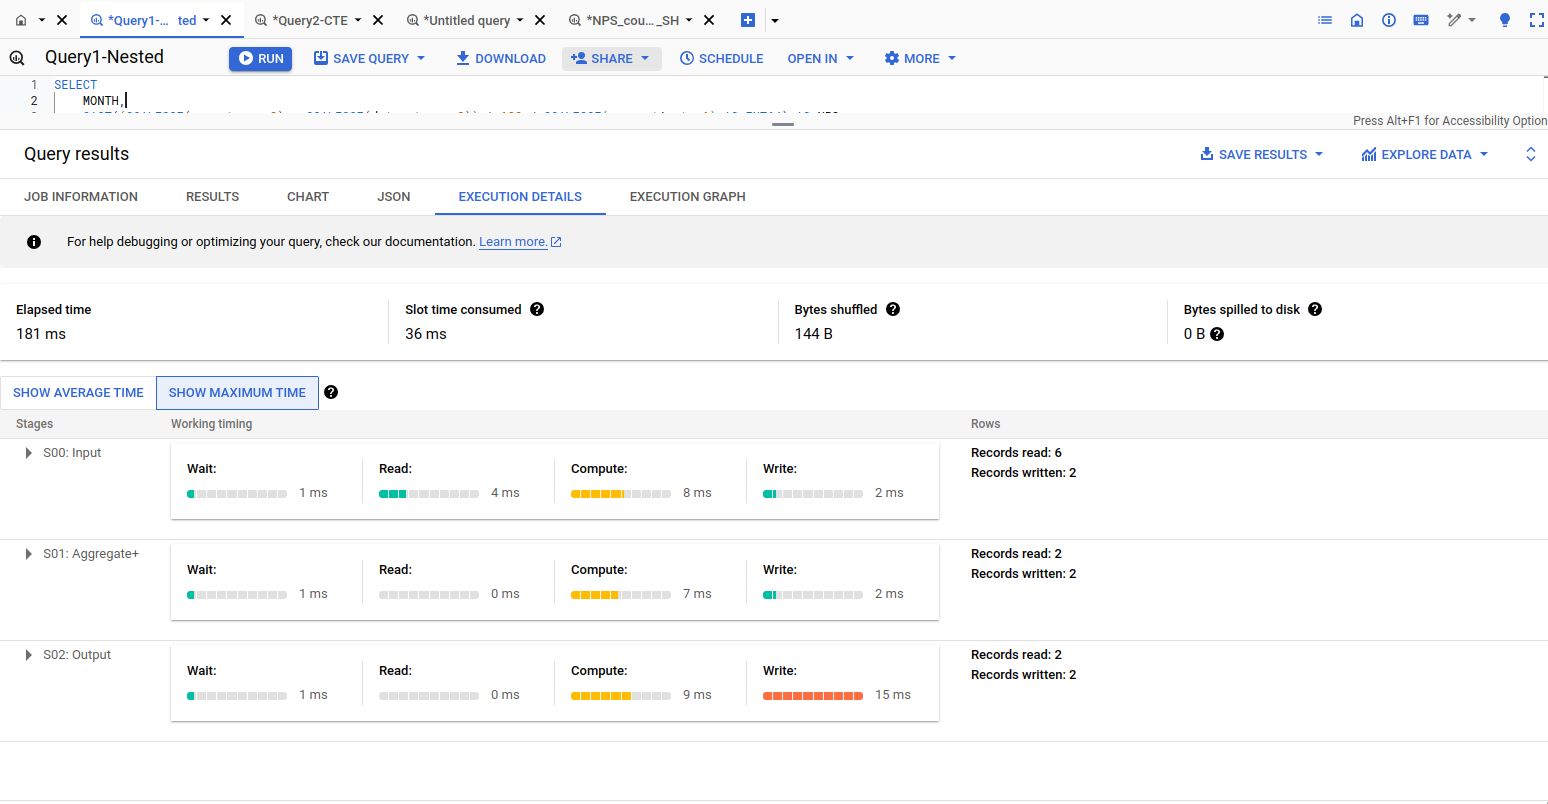 *Query1-... ted
*Query2-CTE
*Untitled query
*NPS_cou..._SH
Query1-Nested
RUN
SAVE QUERY
DOWNLOAD
SHARE
SCHEDULE
OPEN IN
MORE
1 SELECT
2 MONTH,
Press Alt+F1 for Accessibility Option
Query results
SAVE RESULTS
EXPLORE DATA
JOB INFORMATION
RESULTS
CHART
JSON
EXECUTION DETAILS
EXECUTION GRAPH
For help debugging or optimizing your query, check our documentation. Learn more.
Elapsed time
181 ms
Slot time consumed
36 ms
Bytes shuffled
144 B
Bytes spilled to disk
0 B
SHOW AVERAGE TIME
SHOW MAXIMUM TIME
Stages
Working timing
Rows
S00: Input
Wait:
1 ms
Read:
4 ms
Compute:
8 ms
Write:
2 ms
Records read: 6
Records written: 2
S01: Aggregate+
Wait:
1 ms
Read:
0 ms
Compute:
7 ms
Write:
2 ms
Records read: 2
Records written: 2
S02: Output
Wait:
1 ms
Read:
0 ms
Compute:
9 ms
Write:
15 ms
Records read: 2
Records written: 2